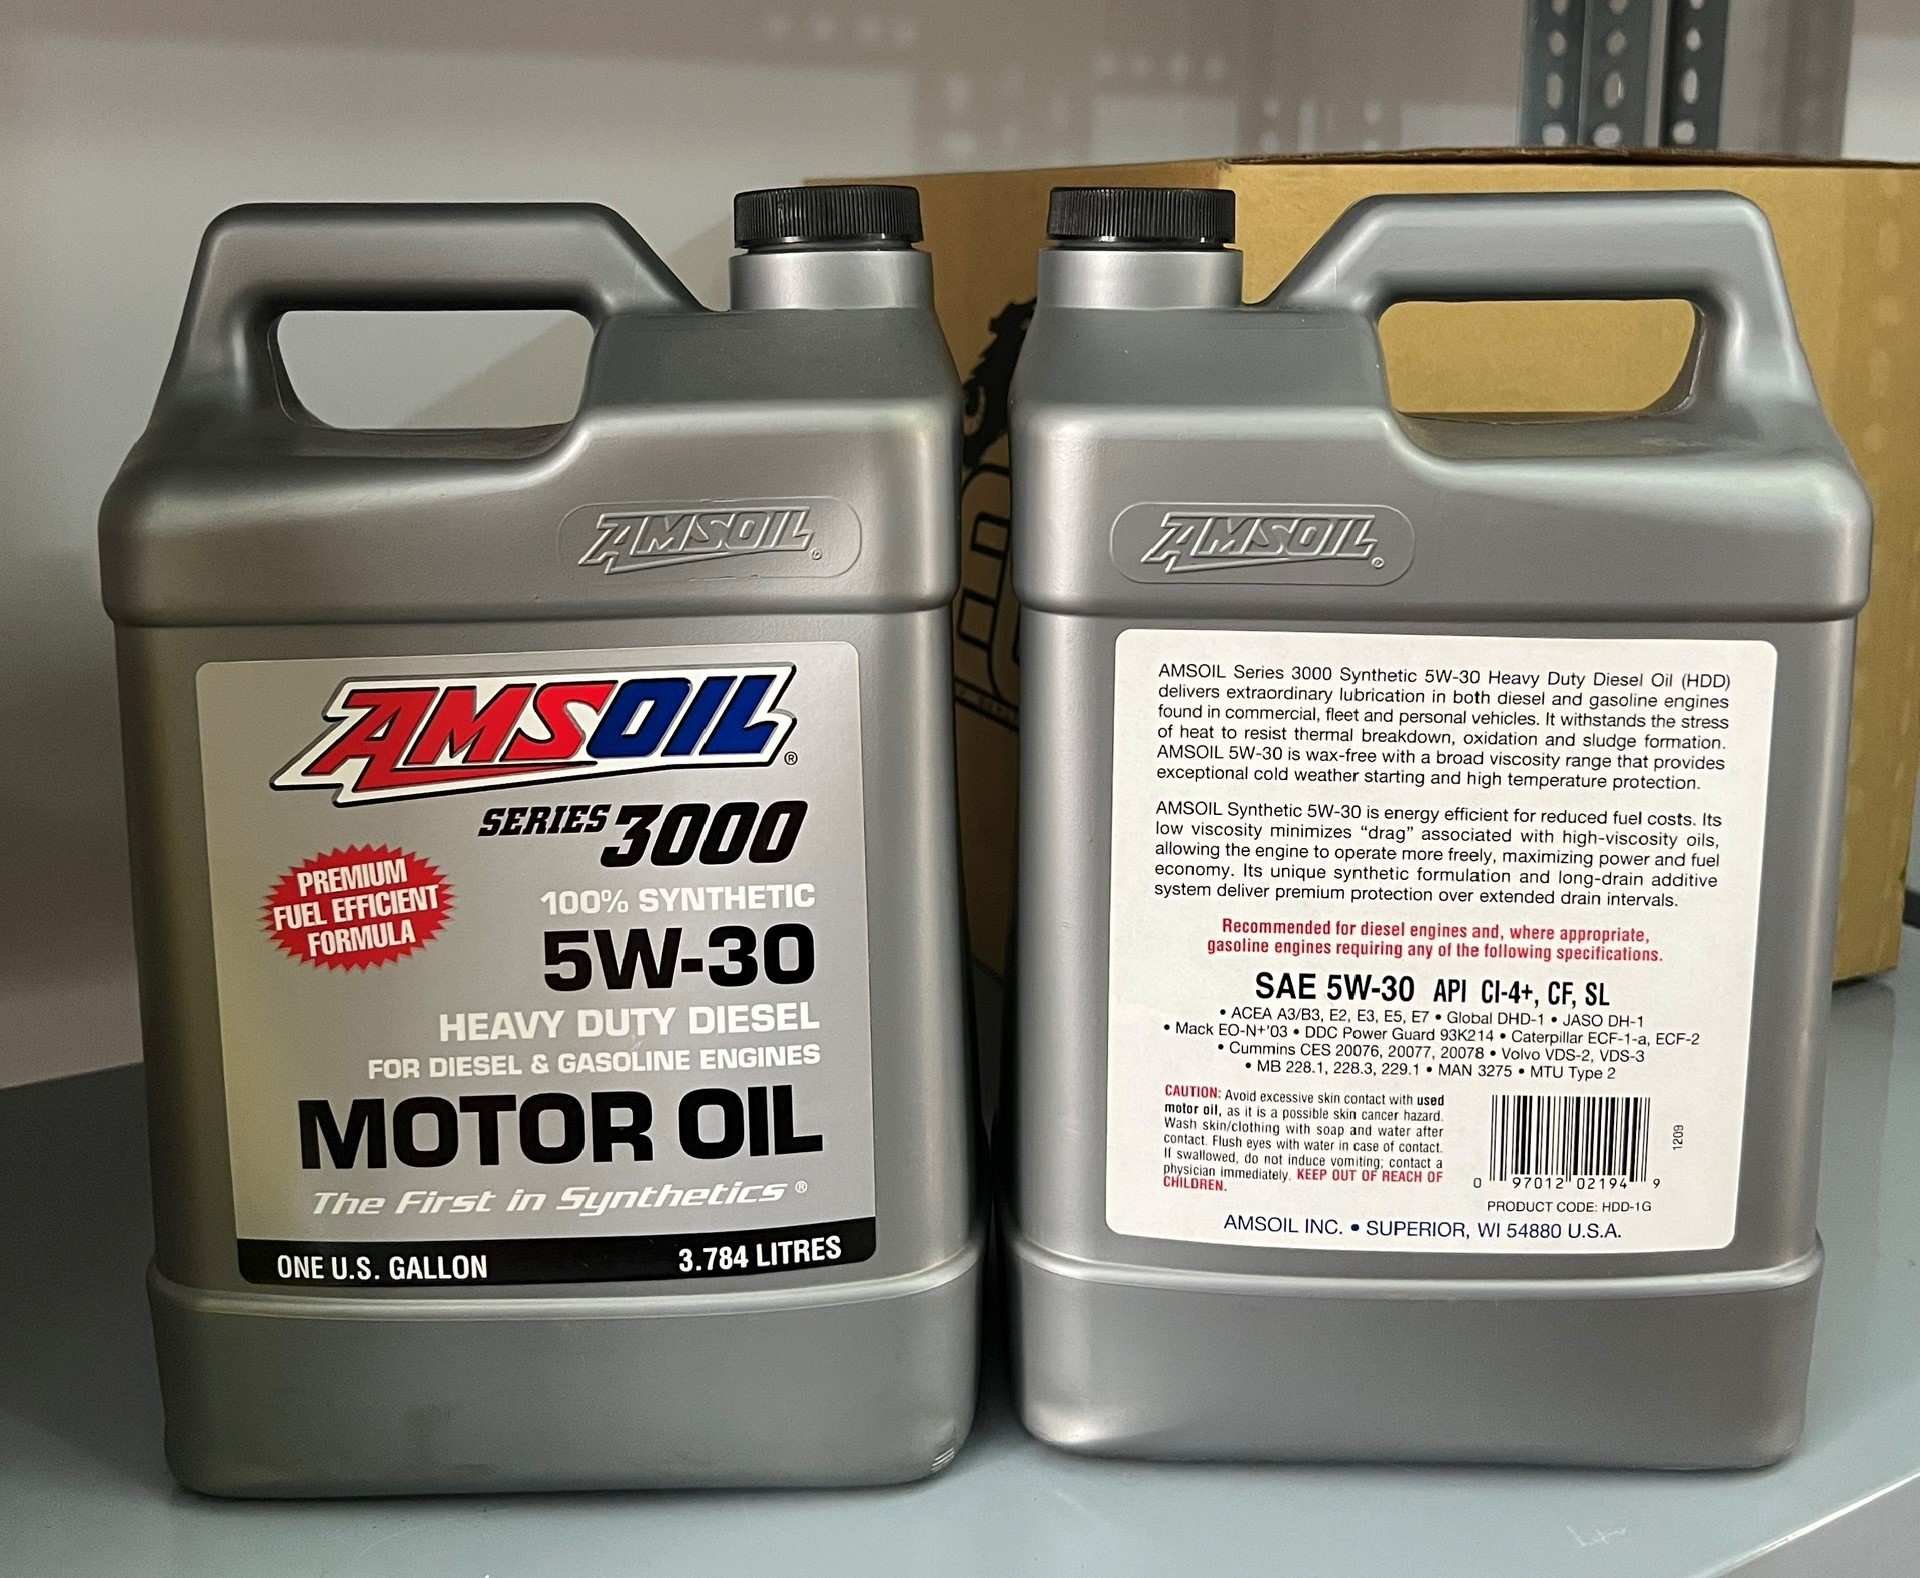 AMSOIL®
AMSOIL®
SERIES 3000
PREMIUM
FUEL EFFICIENT
FORMULA
100% SYNTHETIC
5W-30
HEAVY DUTY DIESEL
FOR DIESEL & GASOLINE ENGINES
MOTOR OIL
The First in Synthetics®
ONE U.S. GALLON 3.784 LITRES
AMSOIL®
AMSOIL Series 3000 Synthetic 5W-30 Heavy Duty Diesel Oil (HDD)
delivers extraordinary lubrication in both diesel and gasoline engines
found in commercial, fleet and personal vehicles. It withstands the stress
of heat to resist thermal breakdown, oxidation and sludge formation.
AMSOIL 5W-30 is wax-free with a broad viscosity range that provides
exceptional cold weather starting and high temperature protection.
AMSOIL Synthetic 5W-30 is energy efficient for reduced fuel costs. Its
low viscosity minimizes “drag” associated with high-viscosity oils,
allowing the engine to operate more freely, maximizing power and fuel
economy. Its unique synthetic formulation and long-drain additive
system deliver premium protection over extended drain intervals.
Recommended for diesel engines and, where appropriate,
gasoline engines requiring any of the following specifications.
SAE 5W-30 API CI-4+, CF, SL
• ACEA A3/B3, E2, E3, E5, E7 • Global DHD-1 • JASO DH-1
• Mack EO-N+'03 • DDC Power Guard 93K214 • Caterpillar ECF-1-a, ECF-2
• Cummins CES 20076, 20077, 20078 • Volvo VDS-2, VDS-3
• MB 228.1, 228.3, 229.1 • MAN 3275 • MTU Type 2
CAUTION: Avoid excessive skin contact with used
motor oil, as it is a possible skin cancer hazard.
Wash skin/clothing with soap and water after
contact. Flush eyes with water in case of contact.
If swallowed, do not induce vomiting; contact a
physician immediately. KEEP OUT OF REACH OF
CHILDREN.
0 97012 02194 9
1209
PRODUCT CODE: HDD-1G
AMSOIL INC. • SUPERIOR, WI 54880 U.S.A.